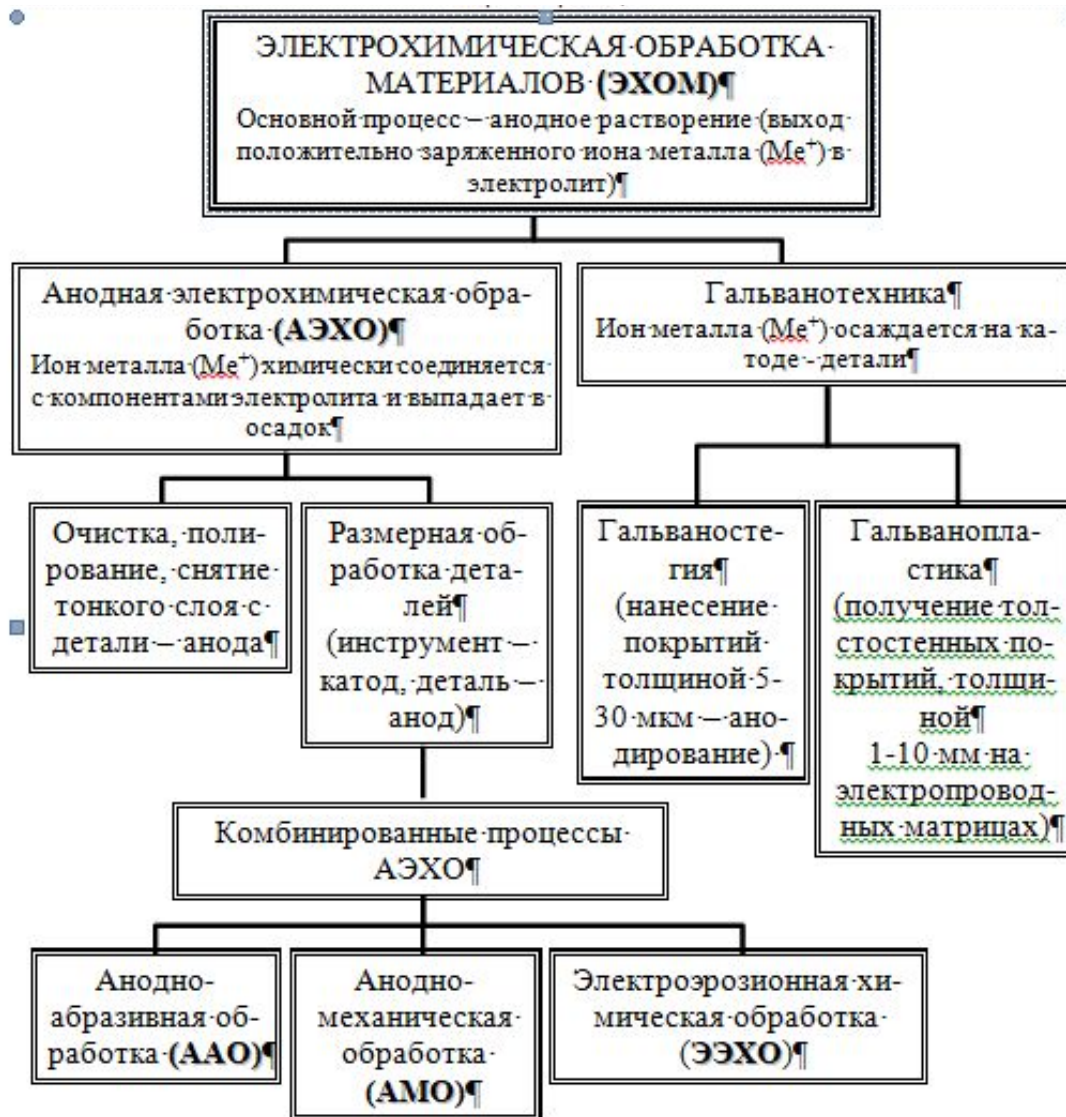 ЭЛЕКТРОХИМИЧЕСКАЯ·ОБРАБОТКА·
МАТЕРИАЛОВ·(ЭХОМ)¶
Основной·процесс·–·анодное·растворение·(выход·
положительно·заряженного·иона·металла·(Ме⁺)·в·
электролит)¶
Анодная·электрохимическая·обра-
ботка·(АЭХО)¶
Ион·металла·(Ме⁺)·химически·соединяется·
с·компонентами·электролита·и·выпадает·в·
осадок¶
Гальванотехника¶
Ион·металла·(Ме⁺)·осаждается·на·ка-
тоде·-·детали¶
Очистка,·поли-
рование,·снятие·
тонкого·слоя·с·
детали·–·анода¶
Размерная·об-
работка·дета-
лей¶
(инструмент·–·
катод,·деталь·–·
анод)¶
Гальваносте-
гия¶
(нанесение·
покрытий·
толщиной·5-
30·мкм·–·ано-
дирование)·¶
Гальванопла-
стика¶
(получение·тол-
стостенных·по-
крытий,·толщи-
ной¶
1-10·мм·на·
электропровод-
ных·матрицах)¶
Комбинированные·процессы·
АЭХО¶
Анодно-
абразивная·об-
работка·(ААО)¶
Анодно-
механическая·
обработка·
(АМО)¶
Электроэрозионная·хи-
мическая·обработка·
(ЭЭХО)¶